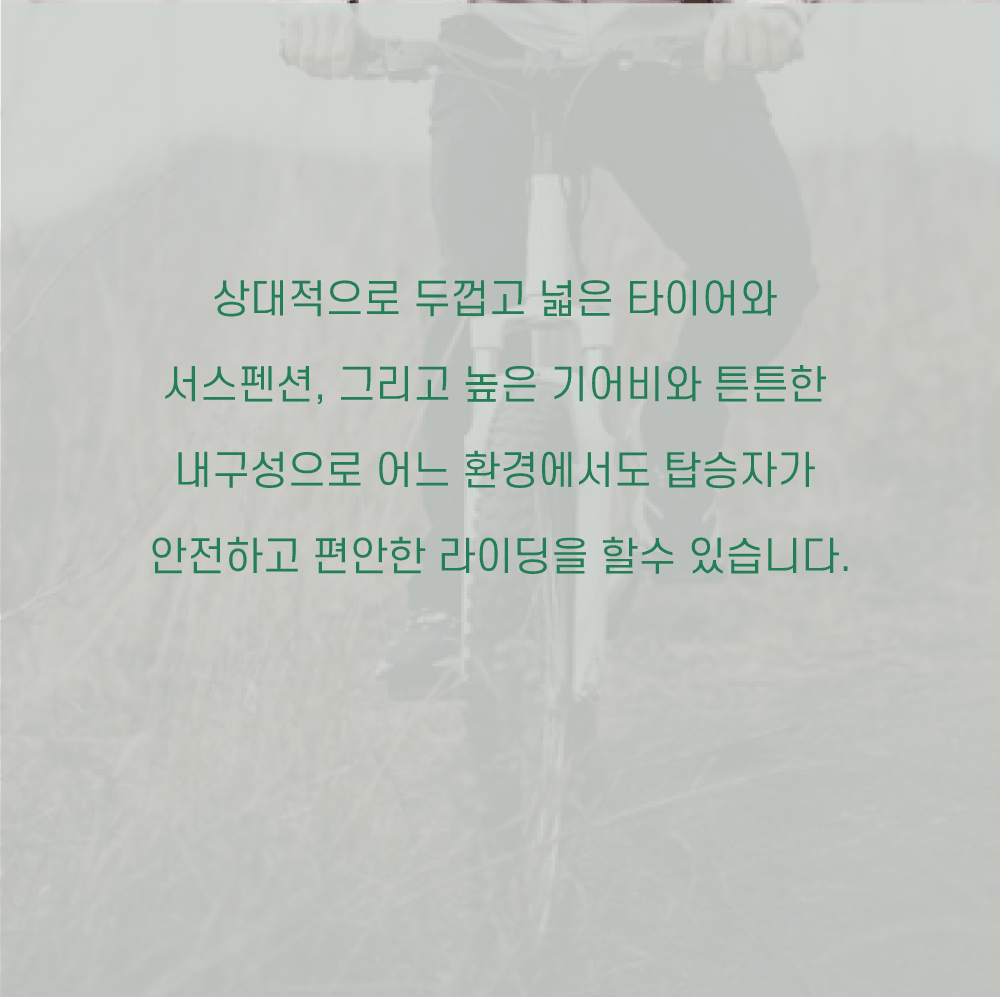 상대적으로 두껍고 넓은 타이어와
서스펜션, 그리고 높은 기어비와 튼튼한
내구성으로 어느 환경에서도 탑승자가
안전하고 편안한 라이딩을 할수 있습니다.